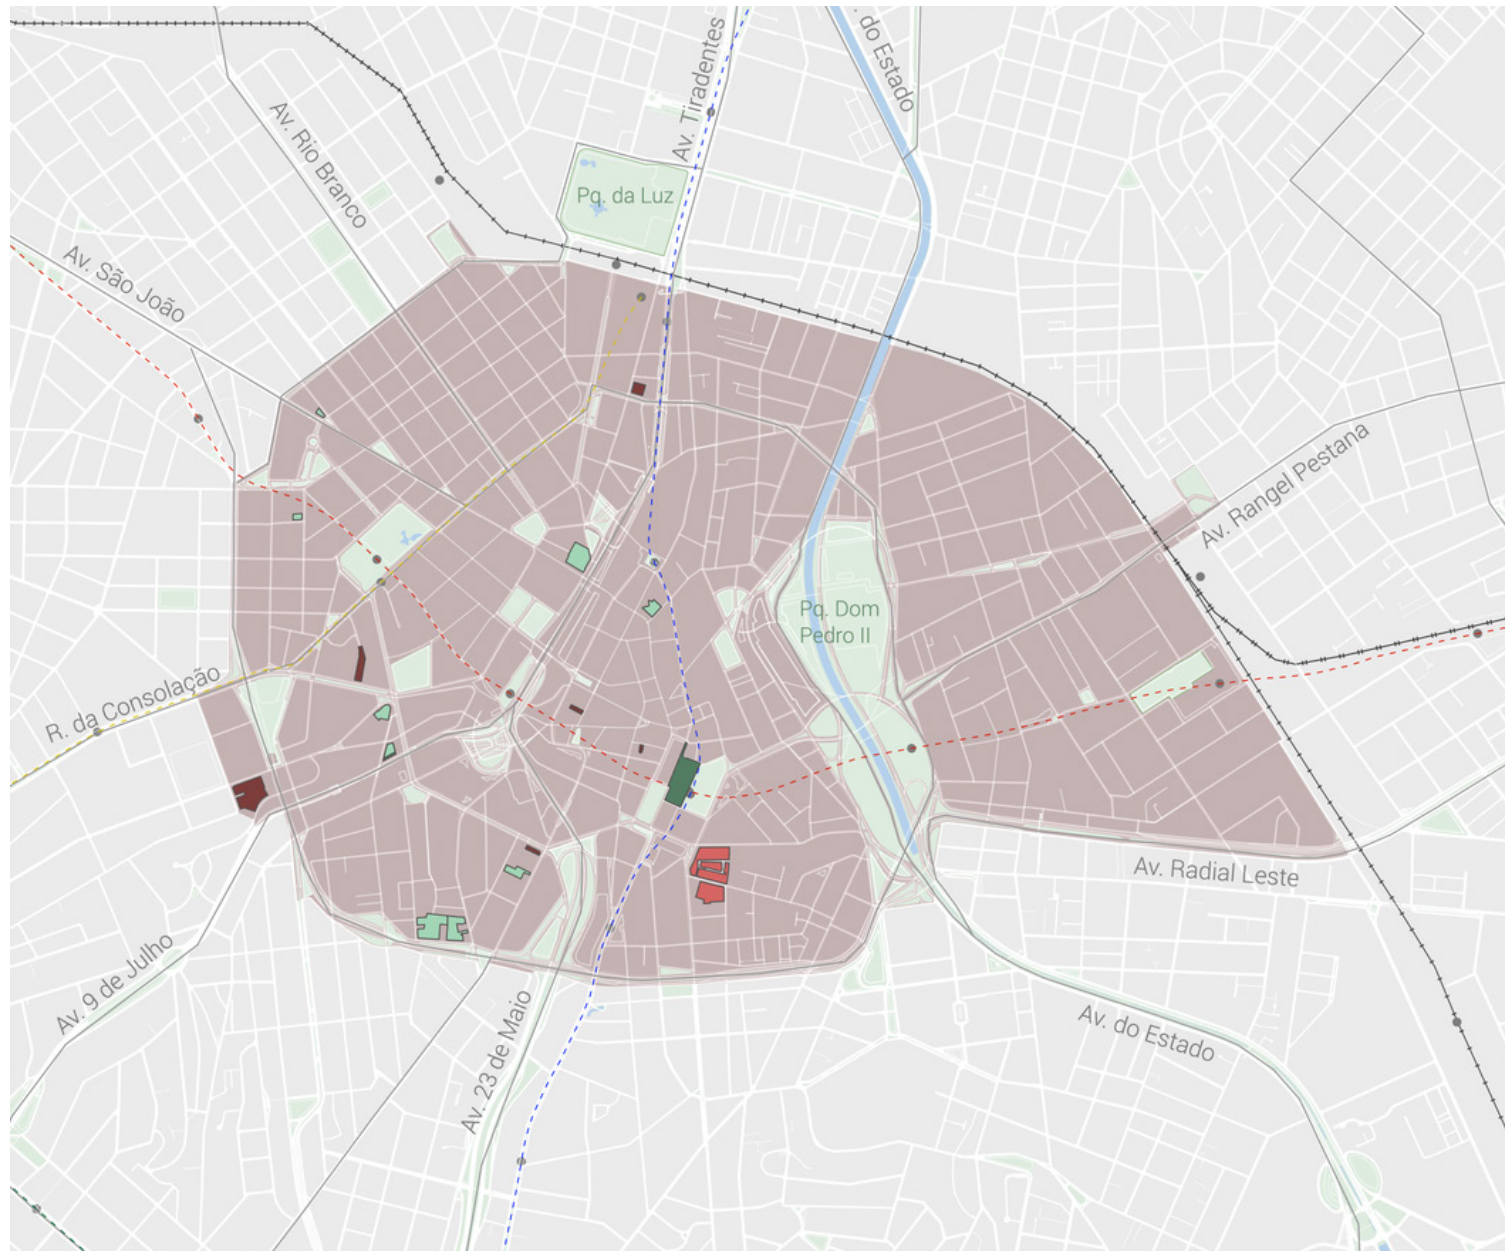 Av. Tiradentes
. do Estado
Av. Rio Branco
Pq. da Luz
Av. São João
Av. Rangel Pestana
Pq. Dom
Pedro II
R. da Consolação
Av. Radial Leste
Av. 9 de Julho
Av. 23 de Maio
Av. do Estado